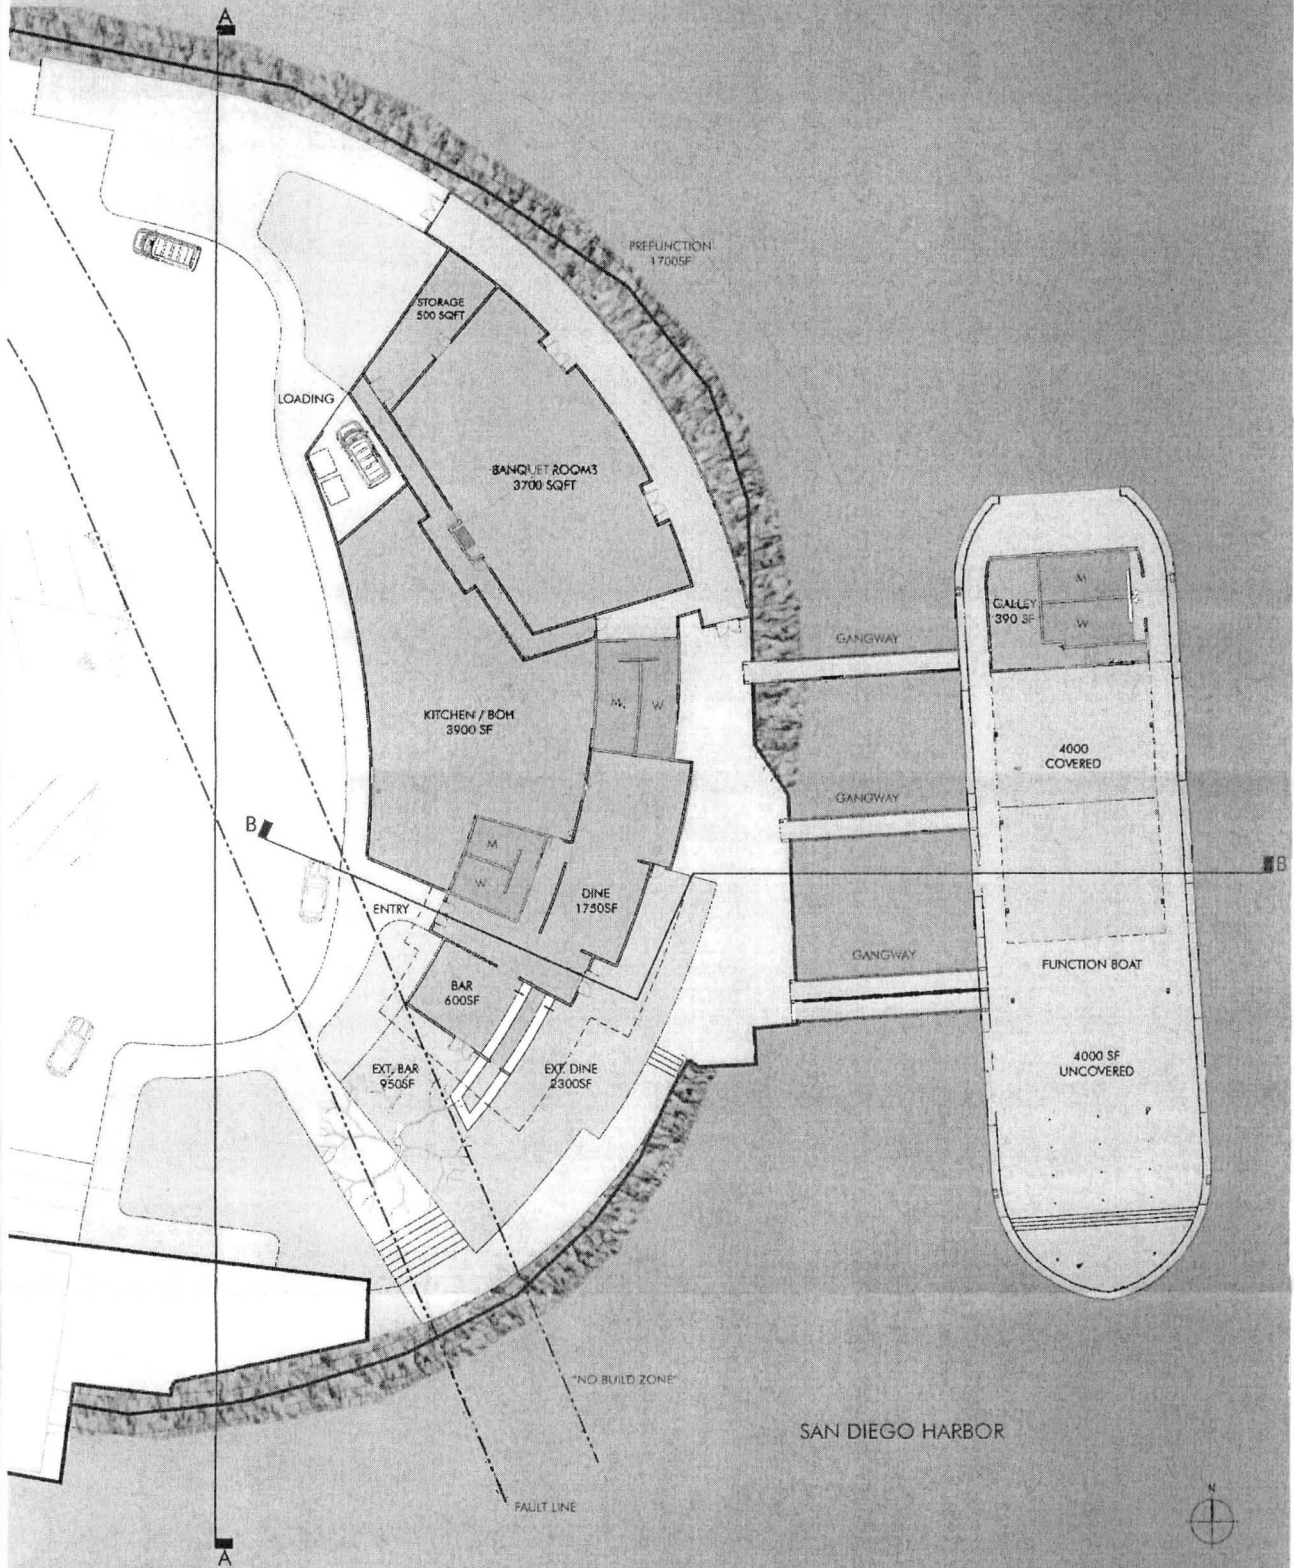 A
PREFUNCTION
1700SF
STORAGE
500 SQFT
LOADING
BANQUET ROOM3
3700 SQFT
M
GALLEY
390 SF
W
GANGWAY
KITCHEN / BOH
3900 SF
M
W
4000
COVERED
GANGWAY
B
M
W
B
DINE
1750SF
ENTRY
GANGWAY
FUNCTION BOAT
BAR
600SF
EXT. BAR
950SF
EXT. DINE
2300SF
4000 SF
UNCOVERED
"NO BUILD ZONE"
SAN DIEGO HARBOR
FAULT LINE
N
A